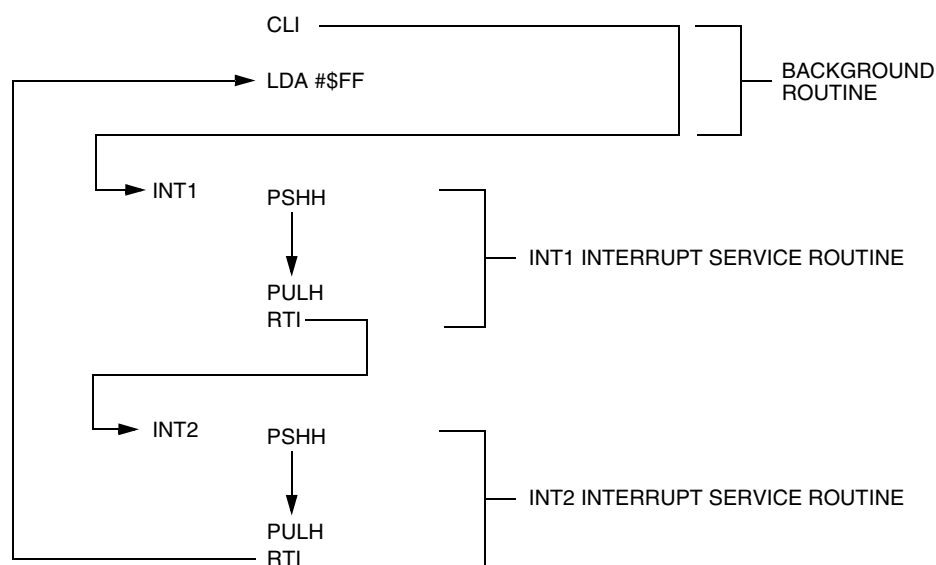 CLI
LDA #$FF
BACKGROUND
ROUTINE
INT1
PSHH
INT1 INTERRUPT SERVICE ROUTINE
PULH
RTI
INT2
PSHH
INT2 INTERRUPT SERVICE ROUTINE
PULH
RTI